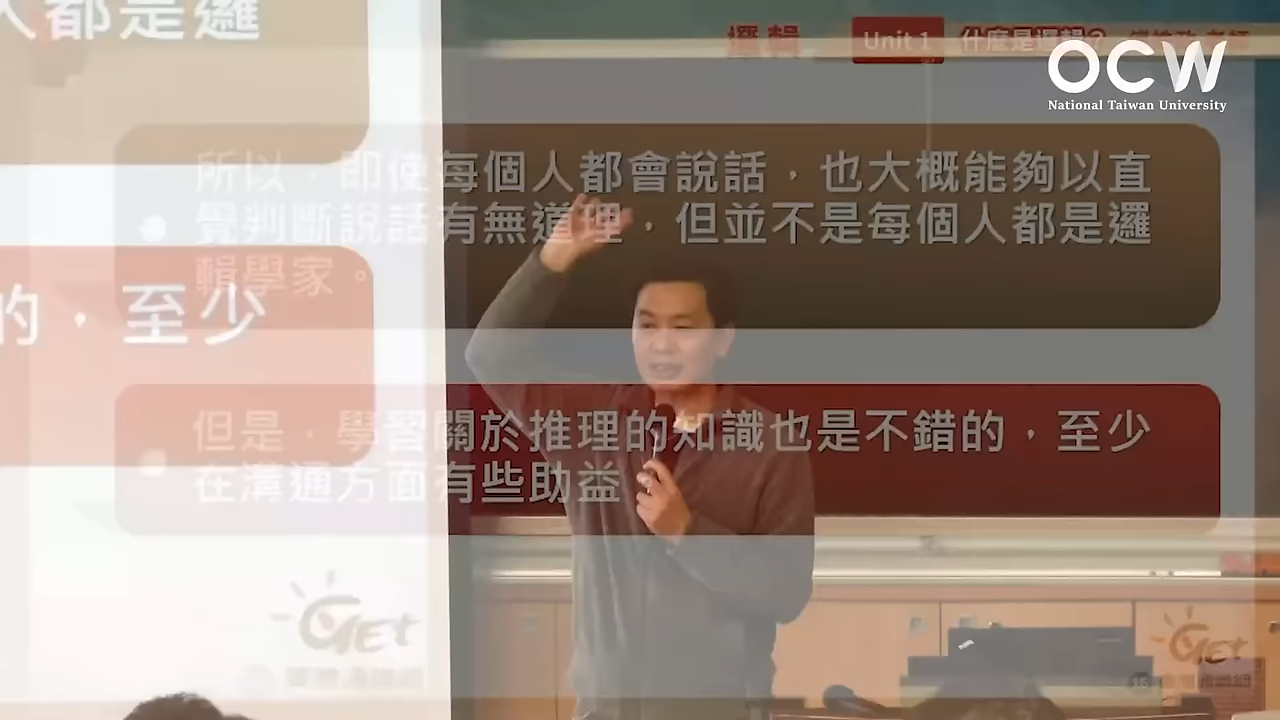 人都是邏
邏輯 Unit 1 什麼是邏輯?
OCW
National Taiwan University
所以，即使每個人都會說話，也大概能夠以直
覺判斷說話有無道理，但並不是每個人都是邏
輯學家。
的，至少
但是，學習關於推理的知識也是不錯的，至少
在溝通方面有些助益
GET
GET